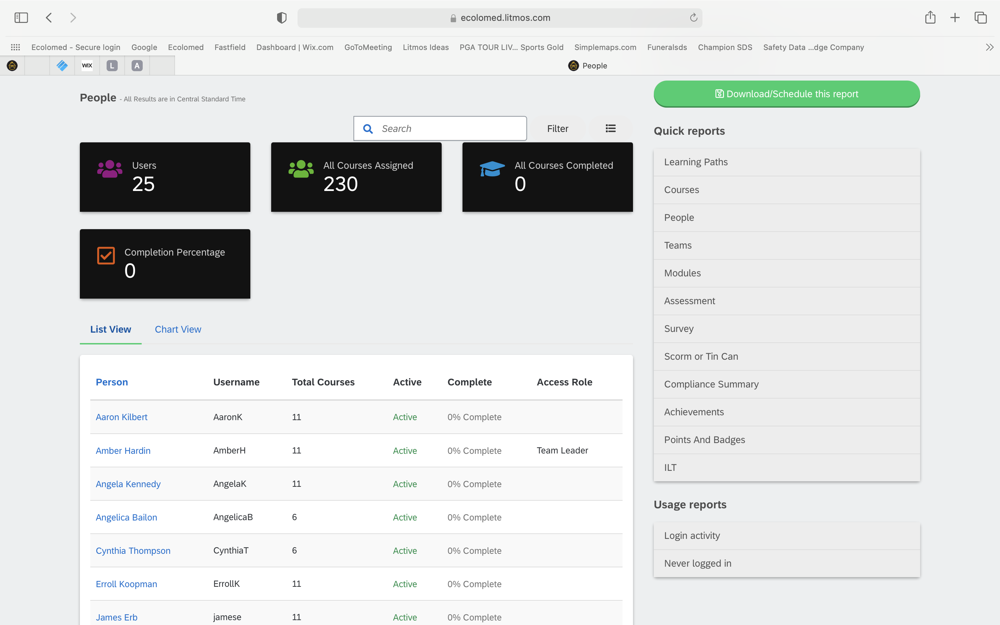 ecolomed.litmos.com
Ecolomed - Secure login Google Ecolomed Fastfield Dashboard | Wix.com GoToMeeting Litmos Ideas PGA TOUR LIV... Sports Gold Simplemaps.com Funeralsds Champion SDS Safety Data ...dge Company
WIX L A People
People - All Results are in Central Standard Time
Search Filter
Users
25
All Courses Assigned
230
All Courses Completed
0
Completion Percentage
0
List View Chart View
Person Username Total Courses Active Complete Access Role
Aaron Kilbert AaronK 11 Active 0% Complete
Amber Hardin AmberH 11 Active 0% Complete Team Leader
Angela Kennedy AngelaK 11 Active 0% Complete
Angelica Bailon AngelicaB 6 Active 0% Complete
Cynthia Thompson CynthiaT 6 Active 0% Complete
Erroll Koopman ErrollK 11 Active 0% Complete
James Erb jamese 11 Active 0% Complete
Download/Schedule this report
Quick reports
Learning Paths
Courses
People
Teams
Modules
Assessment
Survey
Scorm or Tin Can
Compliance Summary
Achievements
Points And Badges
ILT
Usage reports
Login activity
Never logged in